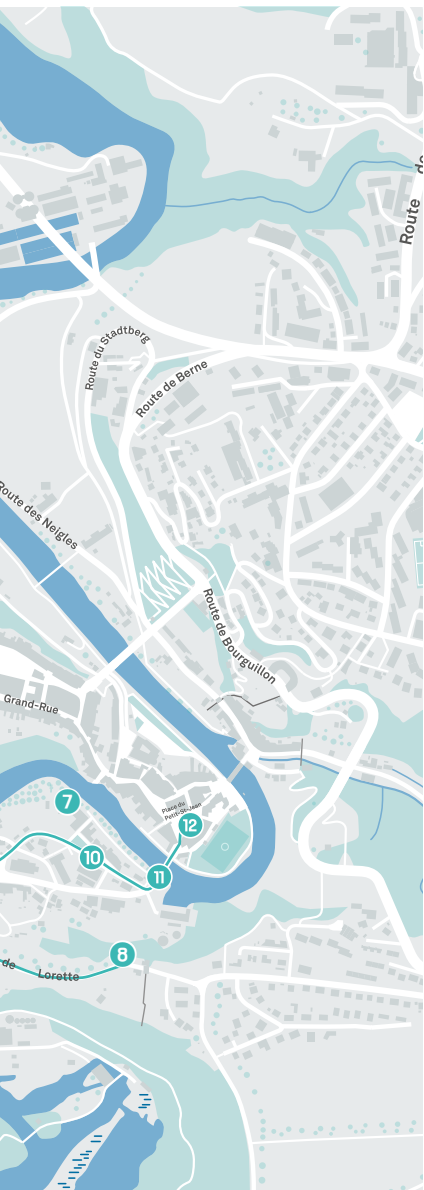 Route de
Route du Stadtberg
Route de Berne
Route des Neigles
Route de Bourguillon
Grand-Rue
7
Place du
Petit-St-Jean
12
10
11
8
de Lorette